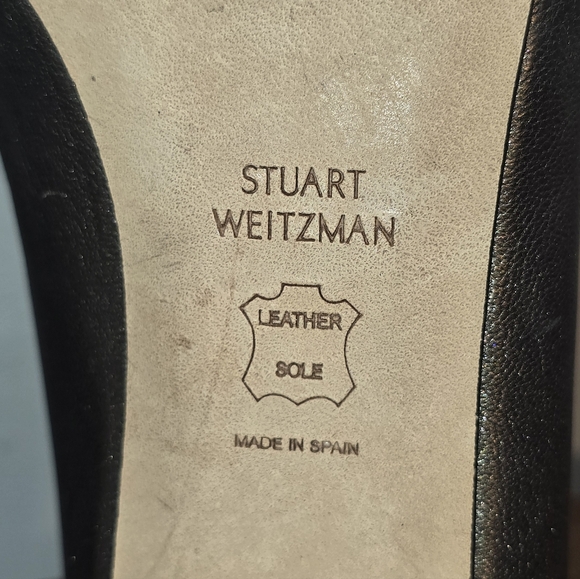 STUART
WEITZMAN
LEATHER
SOLE
MADE IN SPAIN